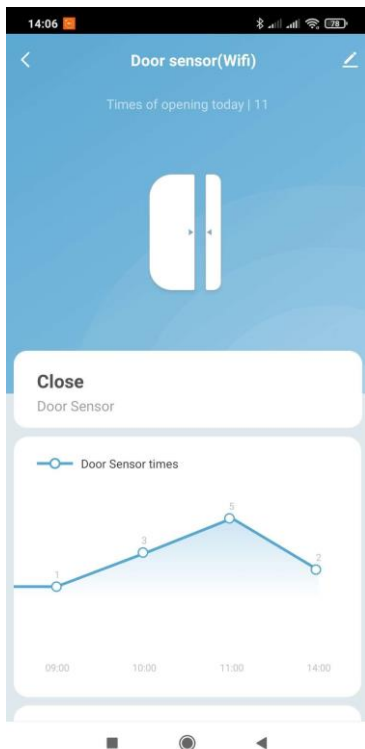 14:06
78
Door sensor(Wifi)
Times of opening today | 11
Close
Door Sensor
Door Sensor times
5
3
2
1
09:00 10:00 11:00 14:00